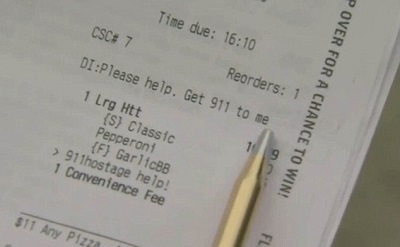 Time due: 16:10
CSC# 7
Reorders: 1
DI:Please help. Get 911 to me
1 Lrg Htt
{S} Classic
Pepperoni
{F} GarlicBB
> 911hostage help!
1 Convenience Fee
$11 Any Pizza
P OVER FOR A CHANCE TO WIN!